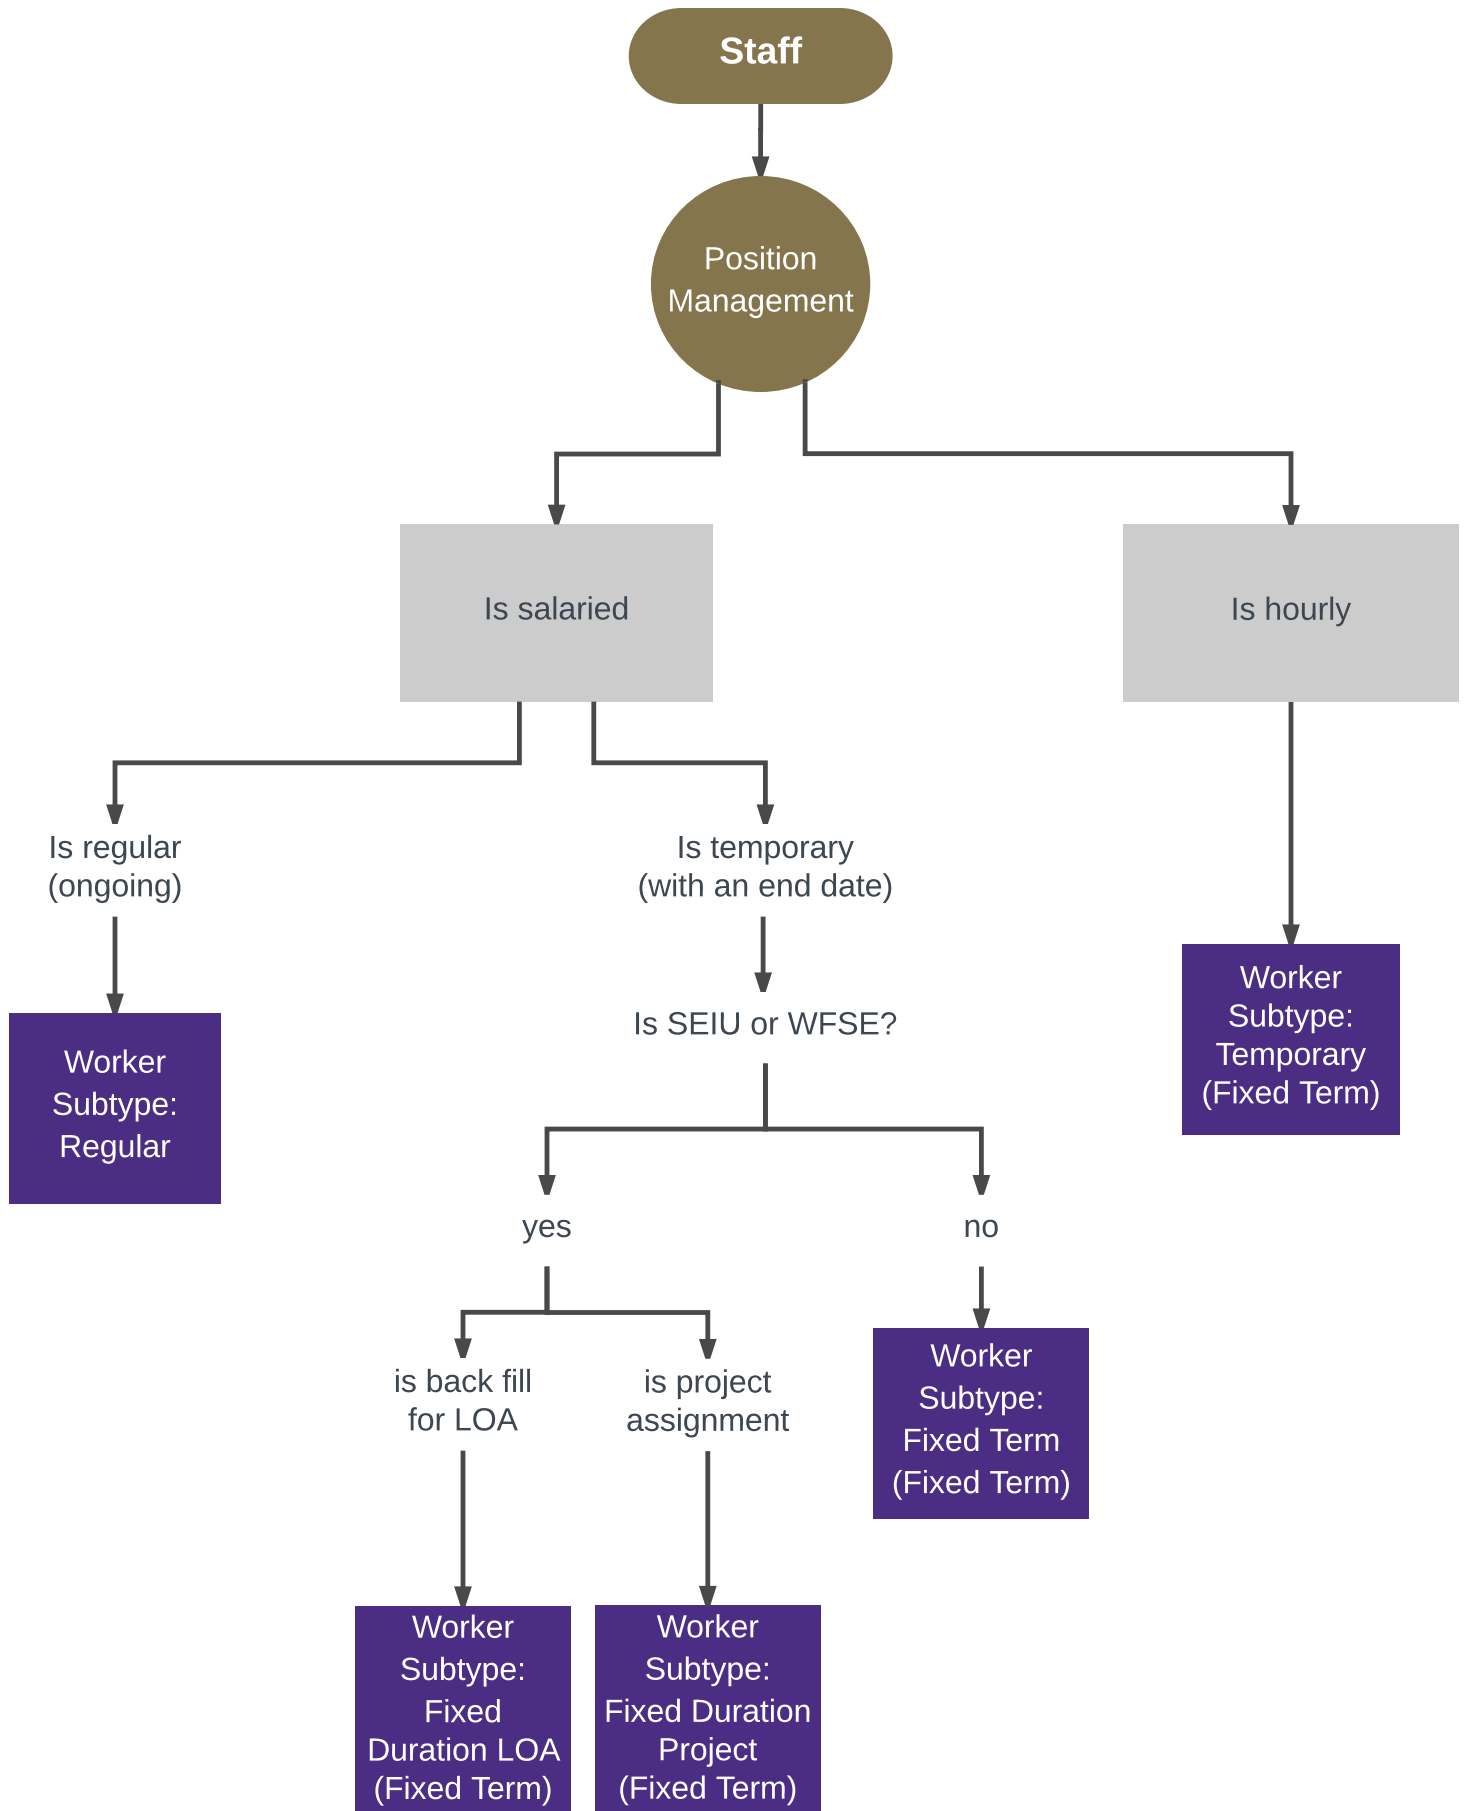 Staff
Position
Management
Is salaried
Is hourly
Is regular
(ongoing)
Is temporary
(with an end date)
Worker
Subtype:
Regular
Is SEIU or WFSE?
Worker
Subtype:
Temporary
(Fixed Term)
yes
no
is back fill
for LOA
is project
assignment
Worker
Subtype:
Fixed Term
(Fixed Term)
Worker
Subtype:
Fixed
Duration LOA
(Fixed Term)
Worker
Subtype:
Fixed Duration
Project
(Fixed Term)